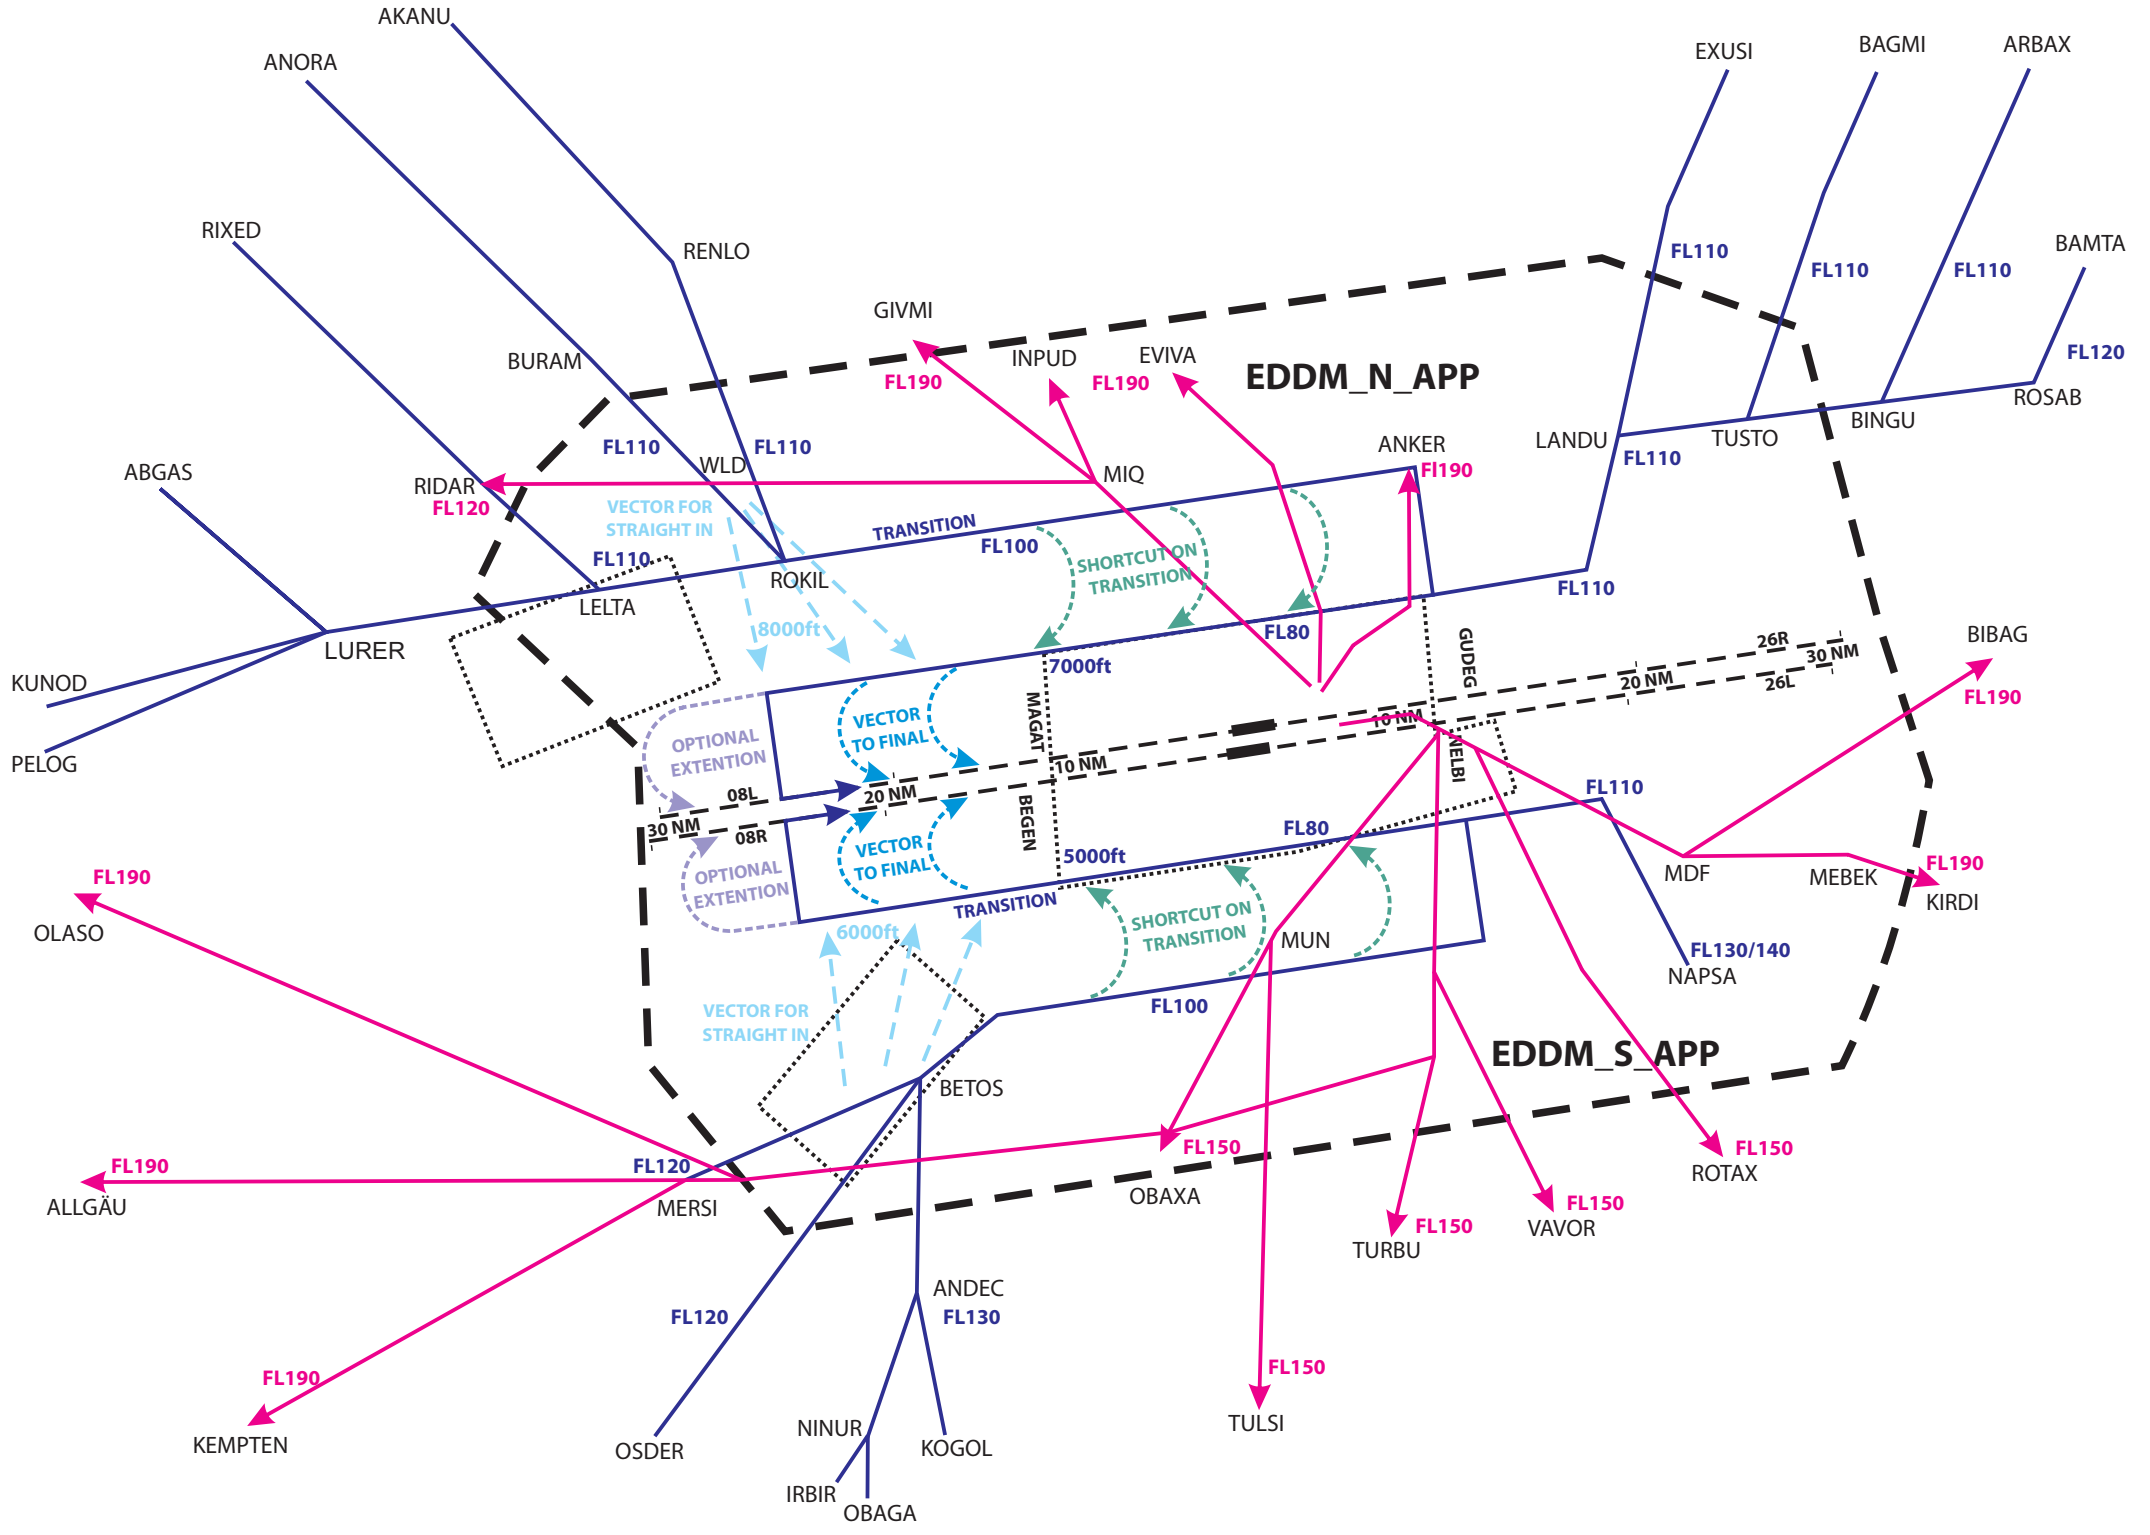 AKANU
EXUSI
BAGMI
ARBAX
ANORA
RIXED
RENLO
FL110
FL110
FL110
BAMTA
GIVMI
INPUD
EVIVA
EDDM_N_APP
BURAM
FL190
FL190
FL120
ROSAB
FL110
FL110
WLD
ANKER
LANDU
TUSTO
BINGU
ABGAS
RIDAR
FL120
MIQ
Fl190
FL110
VECTOR FOR
STRAIGHT IN
TRANSITION
FL100
SHORTCUT ON
TRANSITION
FL110
ROKIL
LELTA
FL110
8000ft
FL80
LURER
7000ft
GUDEG
26R
30 NM
BIBAG
KUNOD
20 NM
26L
FL190
MAGAT
VECTOR
TO FINAL
10 NM
OPTIONAL
EXTENTION
PELOG
10 NM
NELBI
08L
20 NM
FL110
30 NM
08R
BEGEN
FL80
VECTOR
TO FINAL
5000ft
OPTIONAL
EXTENTION
MDF
MEBEK
FL190
KIRDI
FL190
OLASO
TRANSITION
6000ft
SHORTCUT ON
TRANSITION
MUN
FL130/140
NAPSA
VECTOR FOR
STRAIGHT IN
FL100
EDDM_S_APP
BETOS
FL190
FL120
FL150
FL150
ALLGÄU
MERSI
OBAXA
ROTAX
FL150
FL150
VAVOR
TURBU
ANDEC
FL120
FL130
FL190
FL150
KEMPTEN
OSDER
NINUR
KOGOL
TULSI
IRBIR
OBAGA